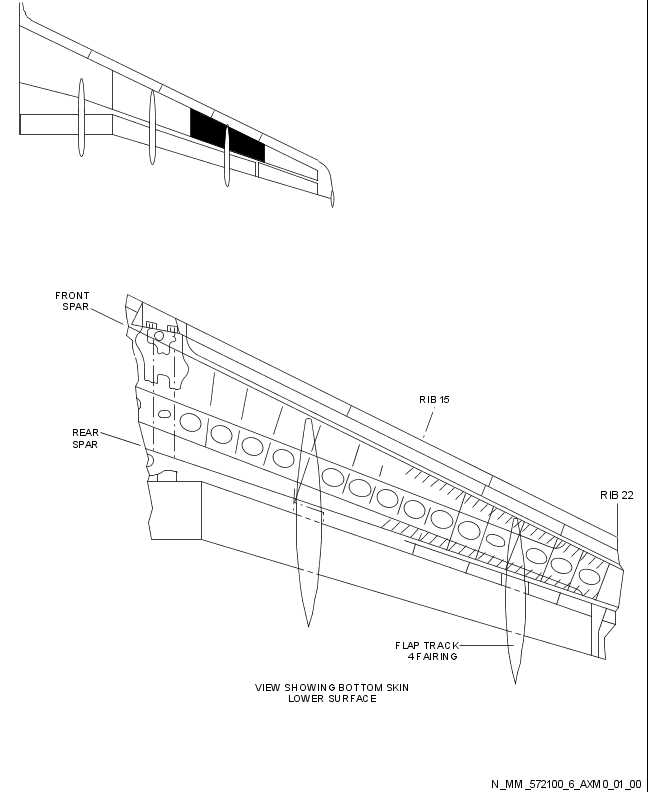 FRONT
SPAR
RIB 15
REAR
SPAR
RIB 22
FLAP TRACK
4 FAIRING
VIEW SHOWING BOTTOM SKIN
LOWER SURFACE
N_MM_572100_6_AXM0_01_00